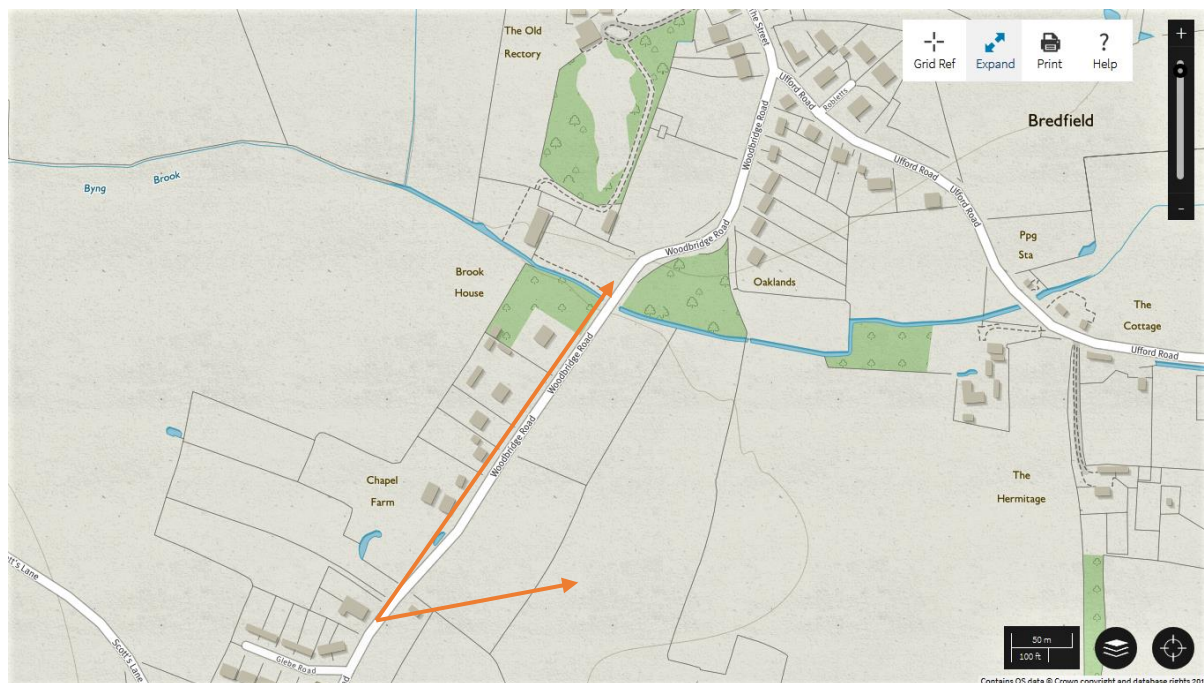 The Old
Rectory
The Street
Ufford Road
Robletts
Woodbridge Road
Grid Ref
Expand
Print
?
Help
+
-
Bredfield
Ufford Road
Ufford Road
Byng Brook
Woodbridge Road
Ppg
Sta
Brook
House
Oaklands
The
Cottage
Ufford Road
Woodbridge Road
Woodbridge Road
Chapel
Farm
The
Hermitage
Scott's Lane
Glebe Road
50 m
100 ft
Contains OS data © Crown copyright and database rights 20